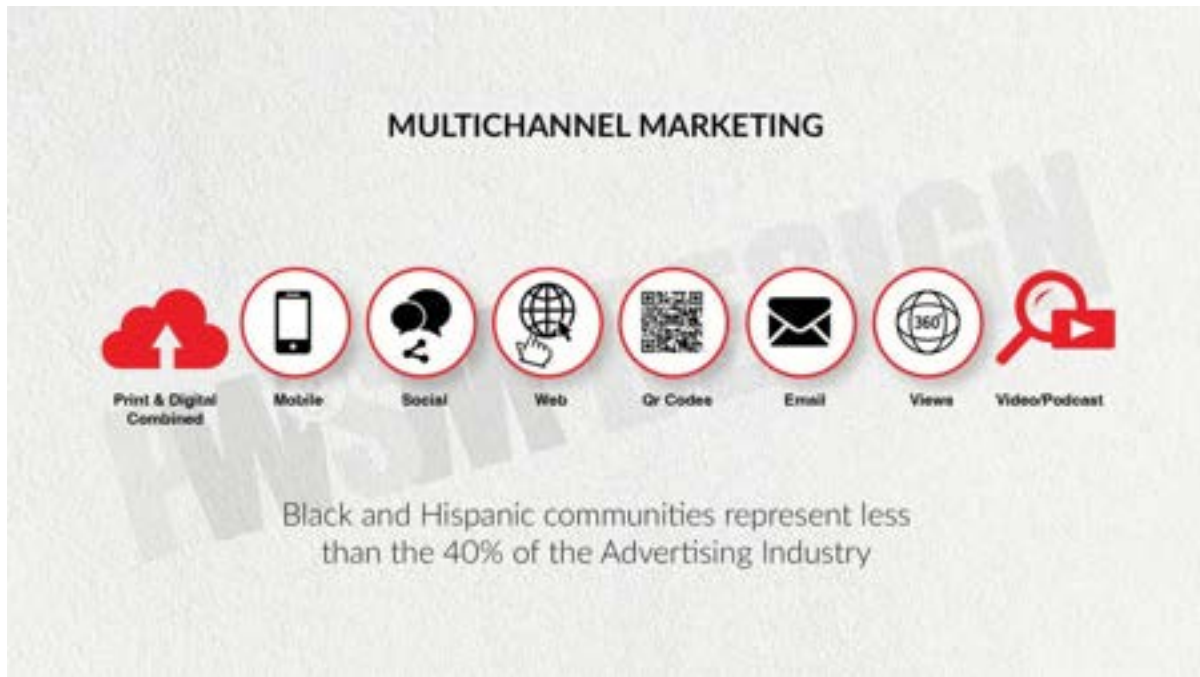 MULTICHANNEL MARKETING
360°
Print & Digital
Combined
Mobile
Social
Web
Qr Codes
Email
Views
Video/Podcast
Black and Hispanic communities represent less
than the 40% of the Advertising Industry